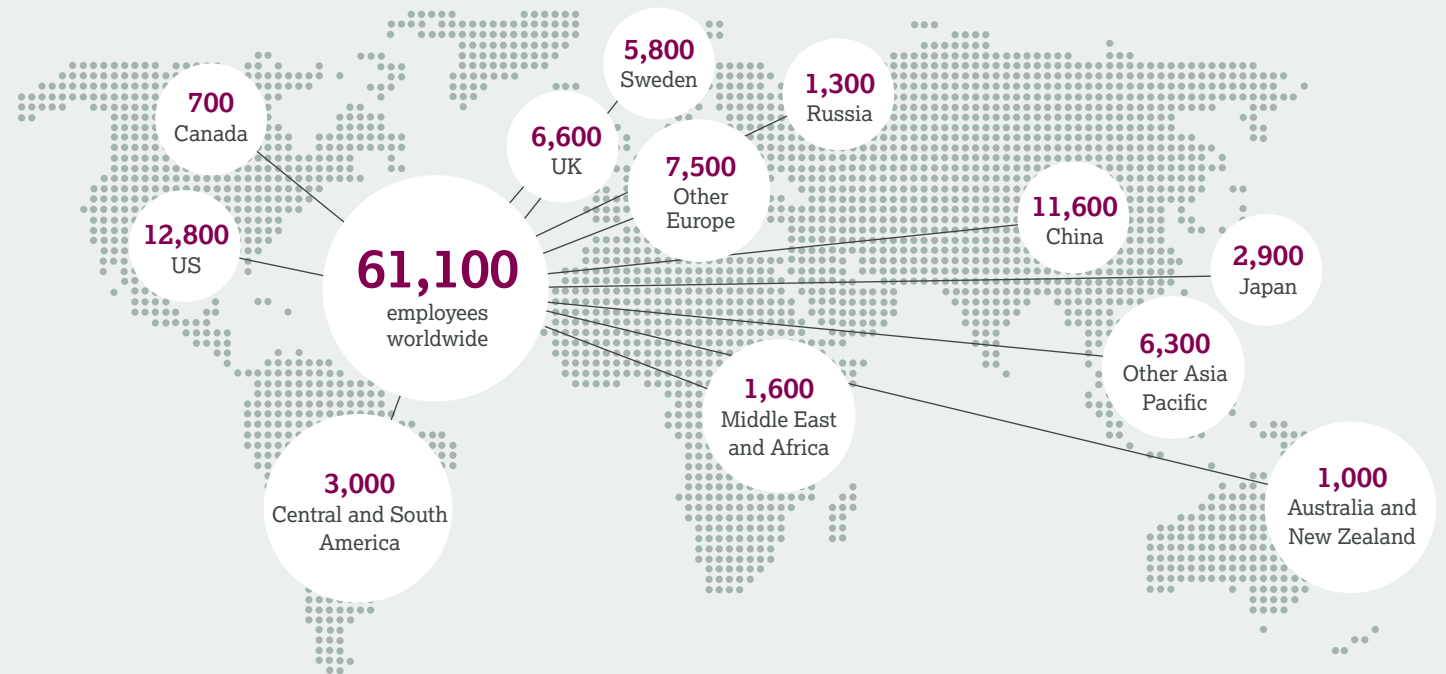 5,800
Sweden
1,300
Russia
700
Canada
6,600
UK
7,500
Other
Europe
11,600
China
12,800
US
2,900
Japan
61,100
employees
worldwide
6,300
Other Asia
Pacific
1,600
Middle East
and Africa
3,000
Central and South
America
1,000
Australia and
New Zealand